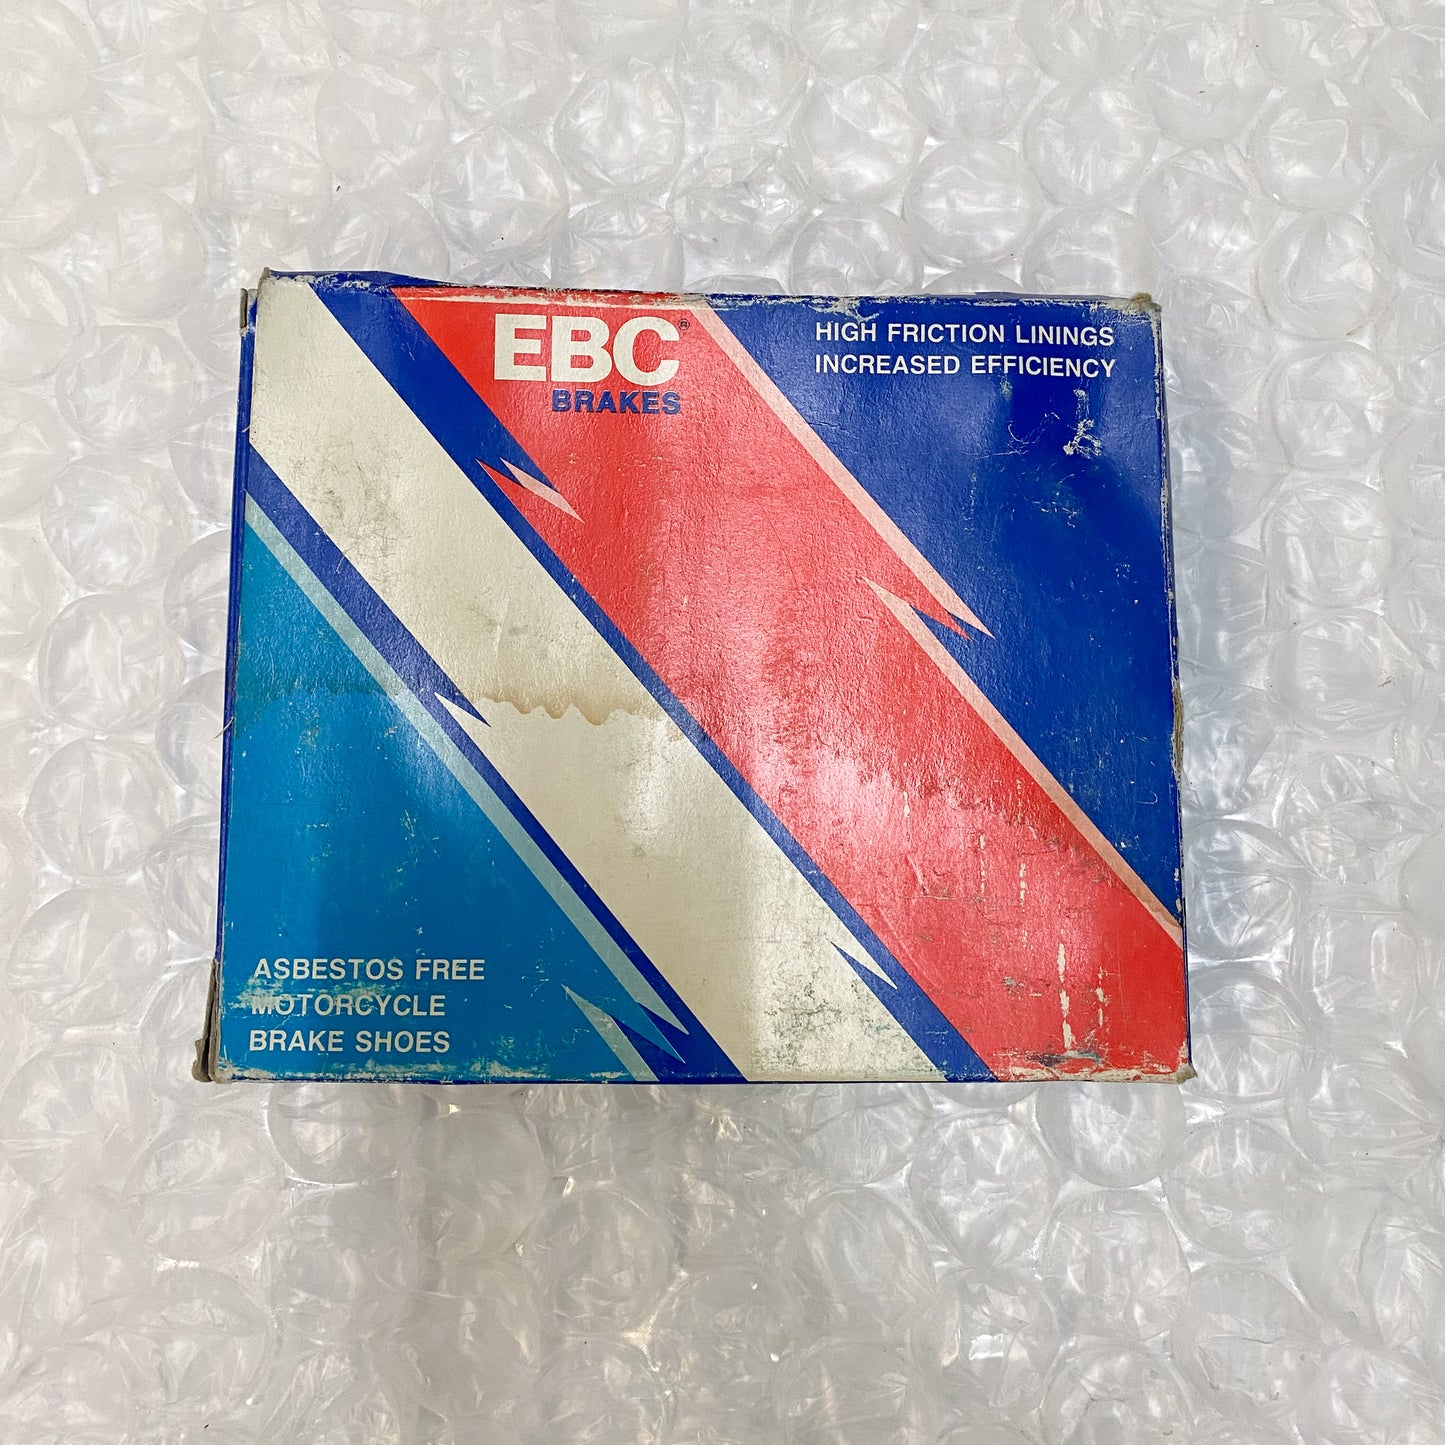 EBC®
BRAKES
HIGH FRICTION LININGS
INCREASED EFFICIENCY
ASBESTOS FREE
MOTORCYCLE
BRAKE SHOES